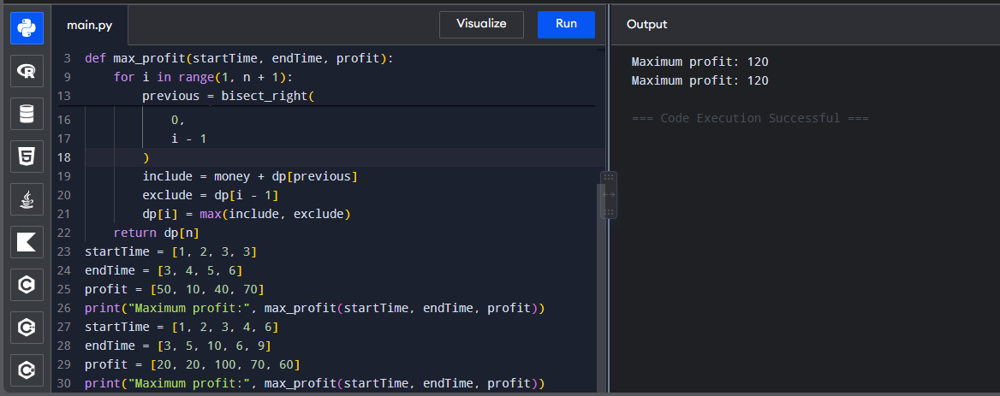 main.py
Visualize
Run
Output
3 def max_profit(startTime, endTime, profit):
9 for i in range(1, n + 1):
13 previous = bisect_right(
16 0,
17 i - 1
18 )
19 include = money + dp[previous]
20 exclude = dp[i - 1]
21 dp[i] = max(include, exclude)
22 return dp[n]
23 startTime = [1, 2, 3, 3]
24 endTime = [3, 4, 5, 6]
25 profit = [50, 10, 40, 70]
26 print("Maximum profit:", max_profit(startTime, endTime, profit))
27 startTime = [1, 2, 3, 4, 6]
28 endTime = [3, 5, 10, 6, 9]
29 profit = [20, 20, 100, 70, 60]
30 print("Maximum profit:", max_profit(startTime, endTime, profit))
Maximum profit: 120
Maximum profit: 120
=== Code Execution Successful ===